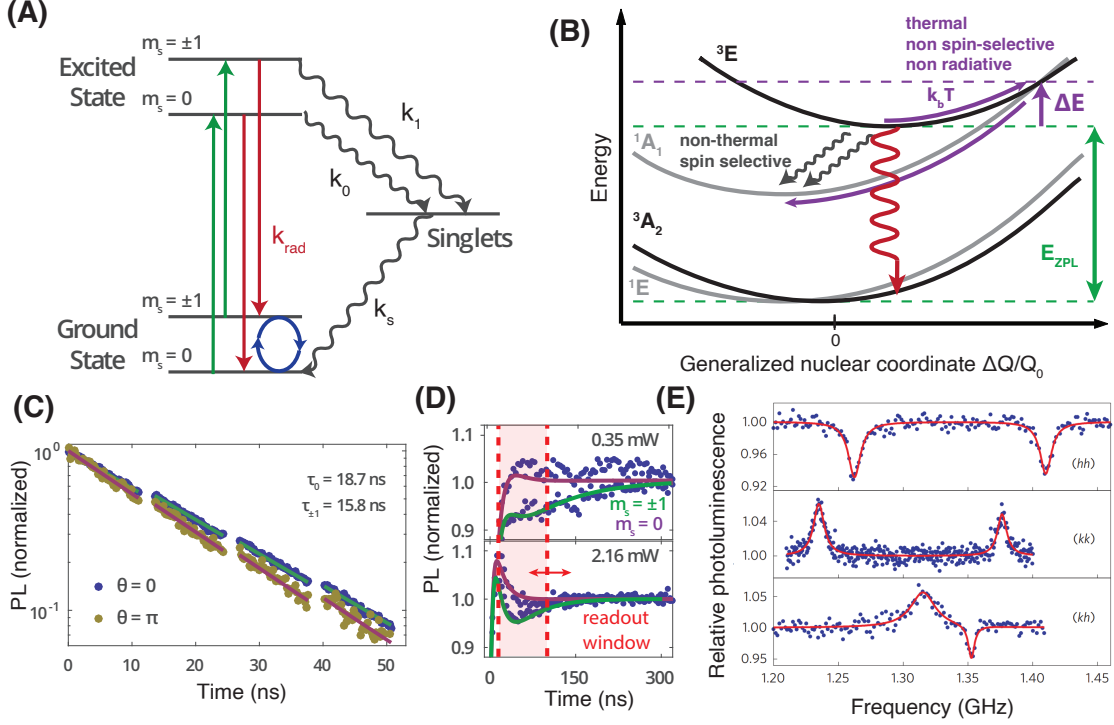 (A)
m_s = ±1
Excited
State
m_s = 0
k_1
k_0
k_rad
Singlets
k_s
m_s = ±1
Ground
State
m_s = 0
(B)
Energy
³E
thermal
non spin-selective
non radiative
k_bT
ΔE
¹A₁
non-thermal
spin selective
³A₂
¹E
E_ZPL
0
Generalized nuclear coordinate ΔQ/Q₀
(C)
PL (normalized)
10⁰
10⁻¹
τ₀ = 18.7 ns
τ_±1 = 15.8 ns
θ = 0
θ = π
0
10
20
30
40
50
Time (ns)
(D)
PL (normalized)
1.1
1.0
0.9
0.35 mW
m_s = ±1
m_s = 0
1.1
1.0
0.9
2.16 mW
readout
window
0
150
300
Time (ns)
(E)
Relative photoluminescence
1.00
0.96
0.92
(hh)
1.04
1.00
(kk)
1.05
1.00
0.95
(kh)
1.20
1.25
1.30
1.35
1.40
1.45
Frequency (GHz)